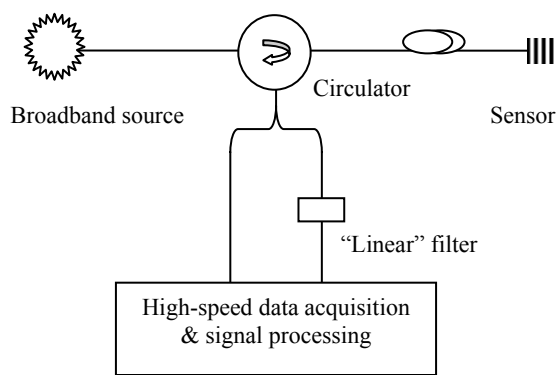 Circulator
Broadband source
Sensor
“Linear” filter
High-speed data acquisition
& signal processing